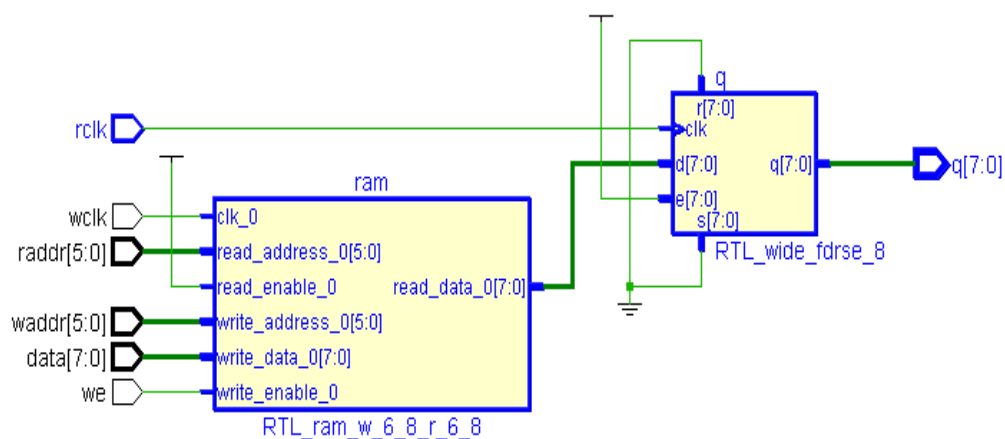 q
r[7:0]
rclk
clk
d[7:0]
q[7:0]
q[7:0]
ram
e[7:0]
s[7:0]
wclk
clk_0
RTL_wide_fdrse_8
raddr[5:0]
read_address_0[5:0]
read_enable_0
read_data_0[7:0]
waddr[5:0]
write_address_0[5:0]
data[7:0]
write_data_0[7:0]
we
write_enable_0
RTL_ram_w_6_8_r_6_8